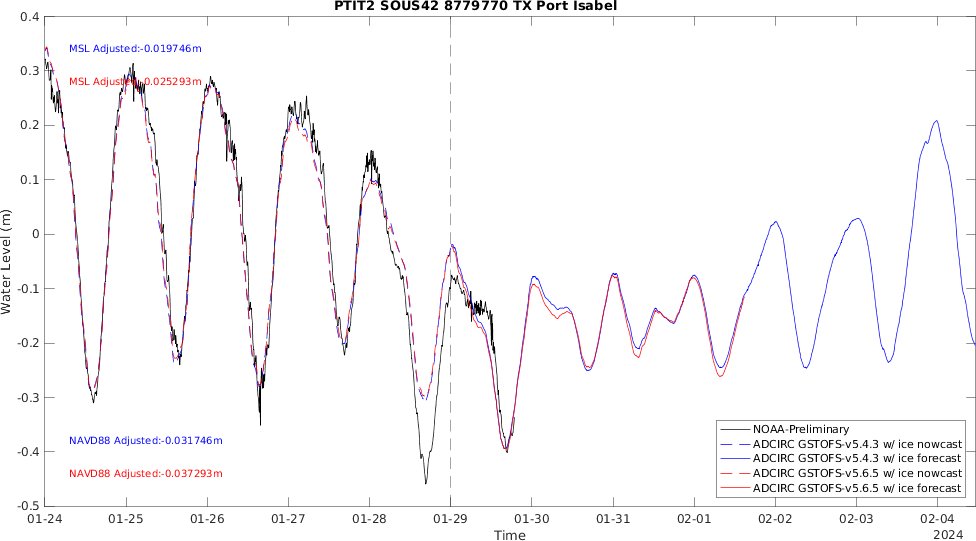 PTIT2 SOUS42 8779770 TX Port Isabel
0.4
0.3
0.2
0.1
0
-0.1
-0.2
-0.3
-0.4
-0.5
Water Level (m)
MSL Adjusted:-0.019746m
MSL Adjusted:-0.025293m
NAVD88 Adjusted:-0.031746m
NAVD88 Adjusted:-0.037293m
NOAA-Preliminary
ADCIRC GSTOFS-v5.4.3 w/ ice nowcast
ADCIRC GSTOFS-v5.4.3 w/ ice forecast
ADCIRC GSTOFS-v5.6.5 w/ ice nowcast
ADCIRC GSTOFS-v5.6.5 w/ ice forecast
01-24 01-25 01-26 01-27 01-28 01-29 01-30 01-31 02-01 02-02 02-03 02-04
Time
2024